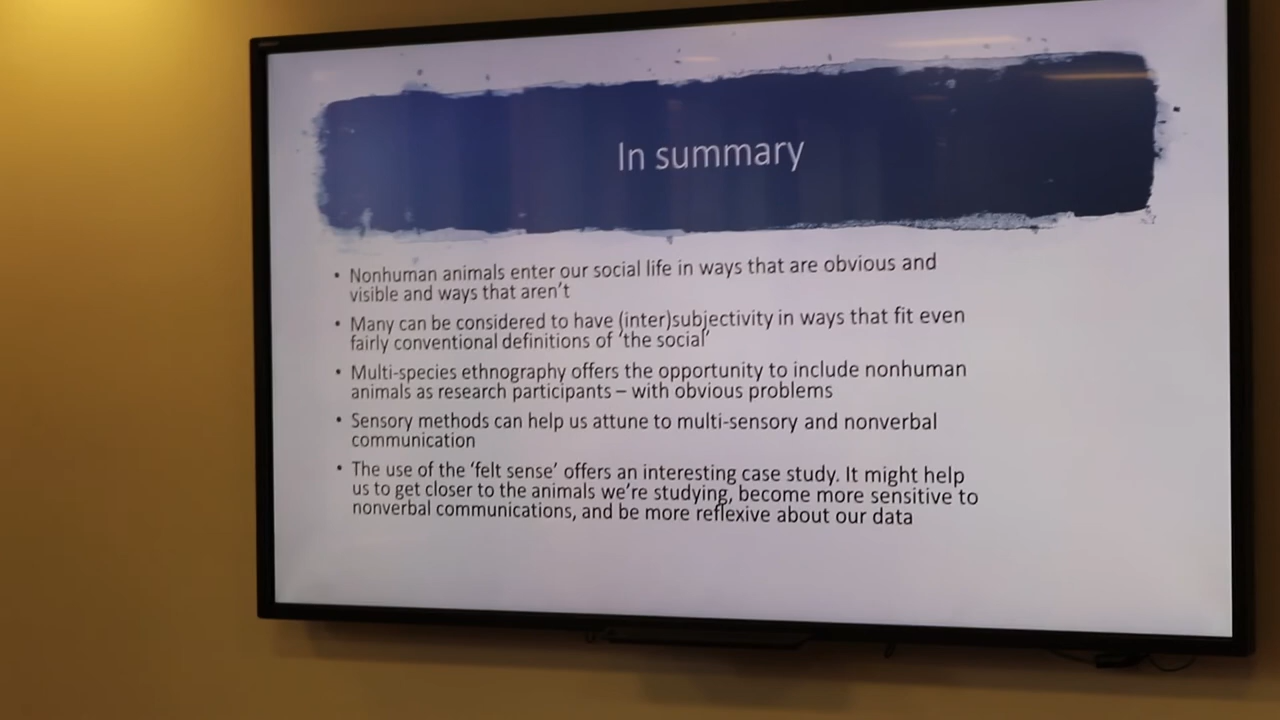 In summary
• Nonhuman animals enter our social life in ways that are obvious and
visible and ways that aren't
• Many can be considered to have (inter)subjectivity in ways that fit even
fairly conventional definitions of 'the social'
• Multi-species ethnography offers the opportunity to include nonhuman
animals as research participants – with obvious problems
• Sensory methods can help us attune to multi-sensory and nonverbal
communication
• The use of the 'felt sense' offers an interesting case study. It might help
us to get closer to the animals we're studying, become more sensitive to
nonverbal communications, and be more reflexive about our data